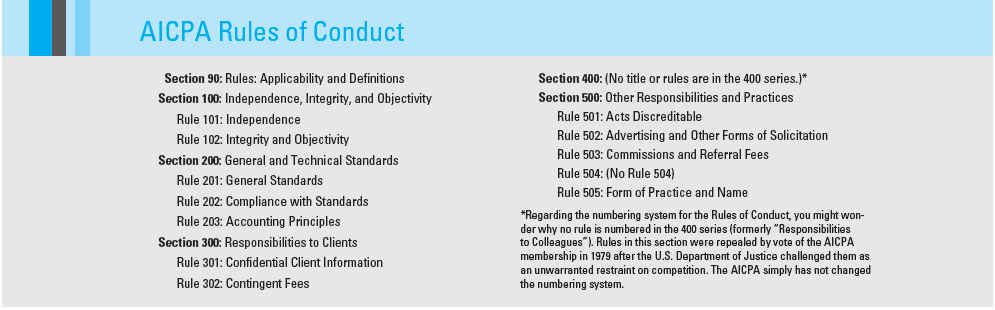 AICPA Rules of Conduct
Section 90: Rules: Applicability and Definitions
Section 100: Independence, Integrity, and Objectivity
Rule 101: Independence
Rule 102: Integrity and Objectivity
Section 200: General and Technical Standards
Rule 201: General Standards
Rule 202: Compliance with Standards
Rule 203: Accounting Principles
Section 300: Responsibilities to Clients
Rule 301: Confidential Client Information
Rule 302: Contingent Fees
Section 400: (No title or rules are in the 400 series.)*
Section 500: Other Responsibilities and Practices
Rule 501: Acts Discreditable
Rule 502: Advertising and Other Forms of Solicitation
Rule 503: Commissions and Referral Fees
Rule 504: (No Rule 504)
Rule 505: Form of Practice and Name
*Regarding the numbering system for the Rules of Conduct, you might won-
der why no rule is numbered in the 400 series (formerly "Responsibilities
to Colleagues"). Rules in this section were repealed by vote of the AICPA
membership in 1979 after the U.S. Department of Justice challenged them as
an unwarranted restraint on competition. The AICPA simply has not changed
the numbering system.